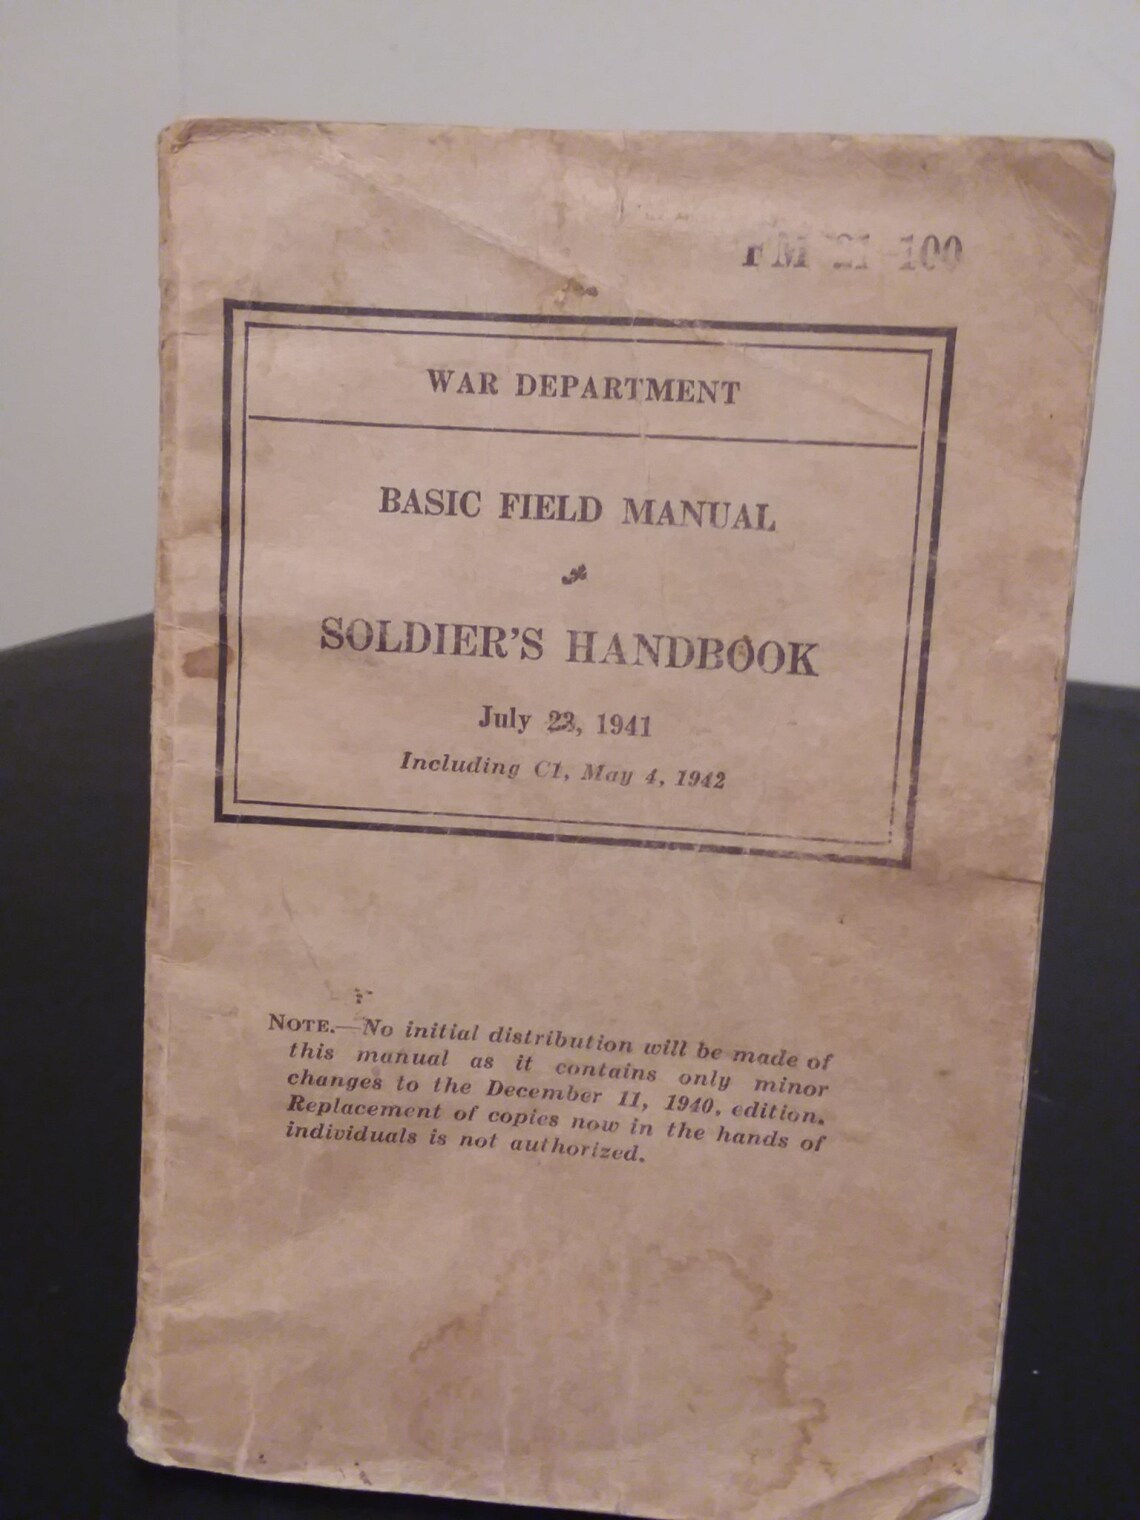 FM 21-100
WAR DEPARTMENT
BASIC FIELD MANUAL
SOLDIER'S HANDBOOK
July 23, 1941
Including C1, May 4, 1942
NOTE.—No initial distribution will be made of
this manual as it contains only minor
changes to the December 11, 1940, edition.
Replacement of copies now in the hands of
individuals is not authorized.